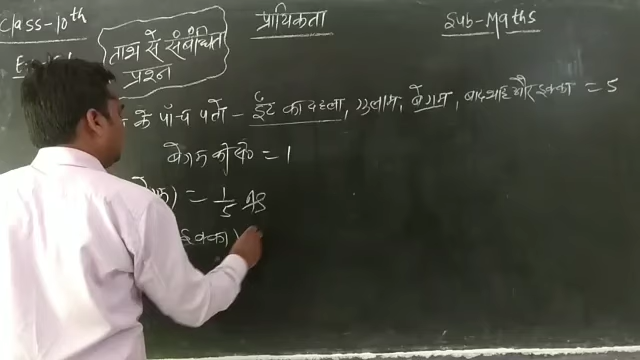 Class-10th
प्रायिकता
Sub-Maths
ताश से संबंधित
प्रश्न
के पाँच पत्तो - ईंट का दहला, गुलाम, बेगम, बादशाह और इक्का = 5
बेगम की सं० = 1
= 1/5
इक्का)